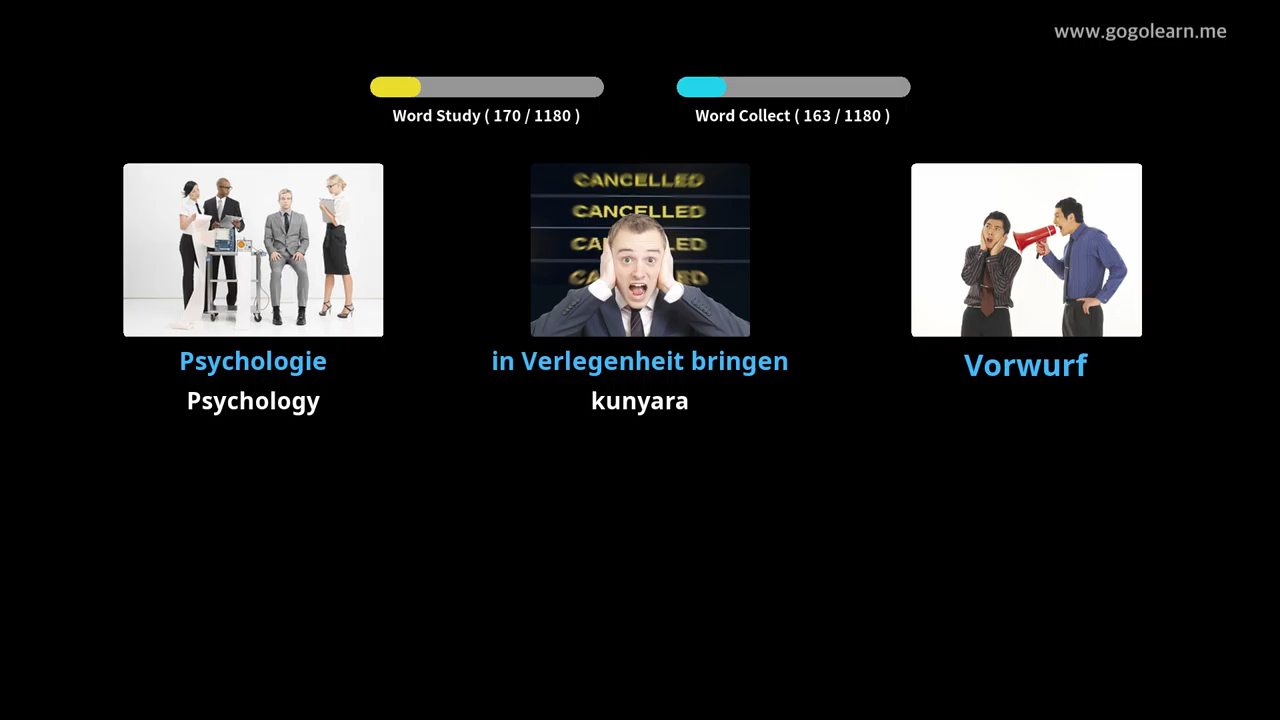 www.gogolearn.me
Word Study ( 170 / 1180 )
Word Collect ( 163 / 1180 )
CANCELLED
CANCELLED
Psychologie
in Verlegenheit bringen
Vorwurf
Psychology
kunyara